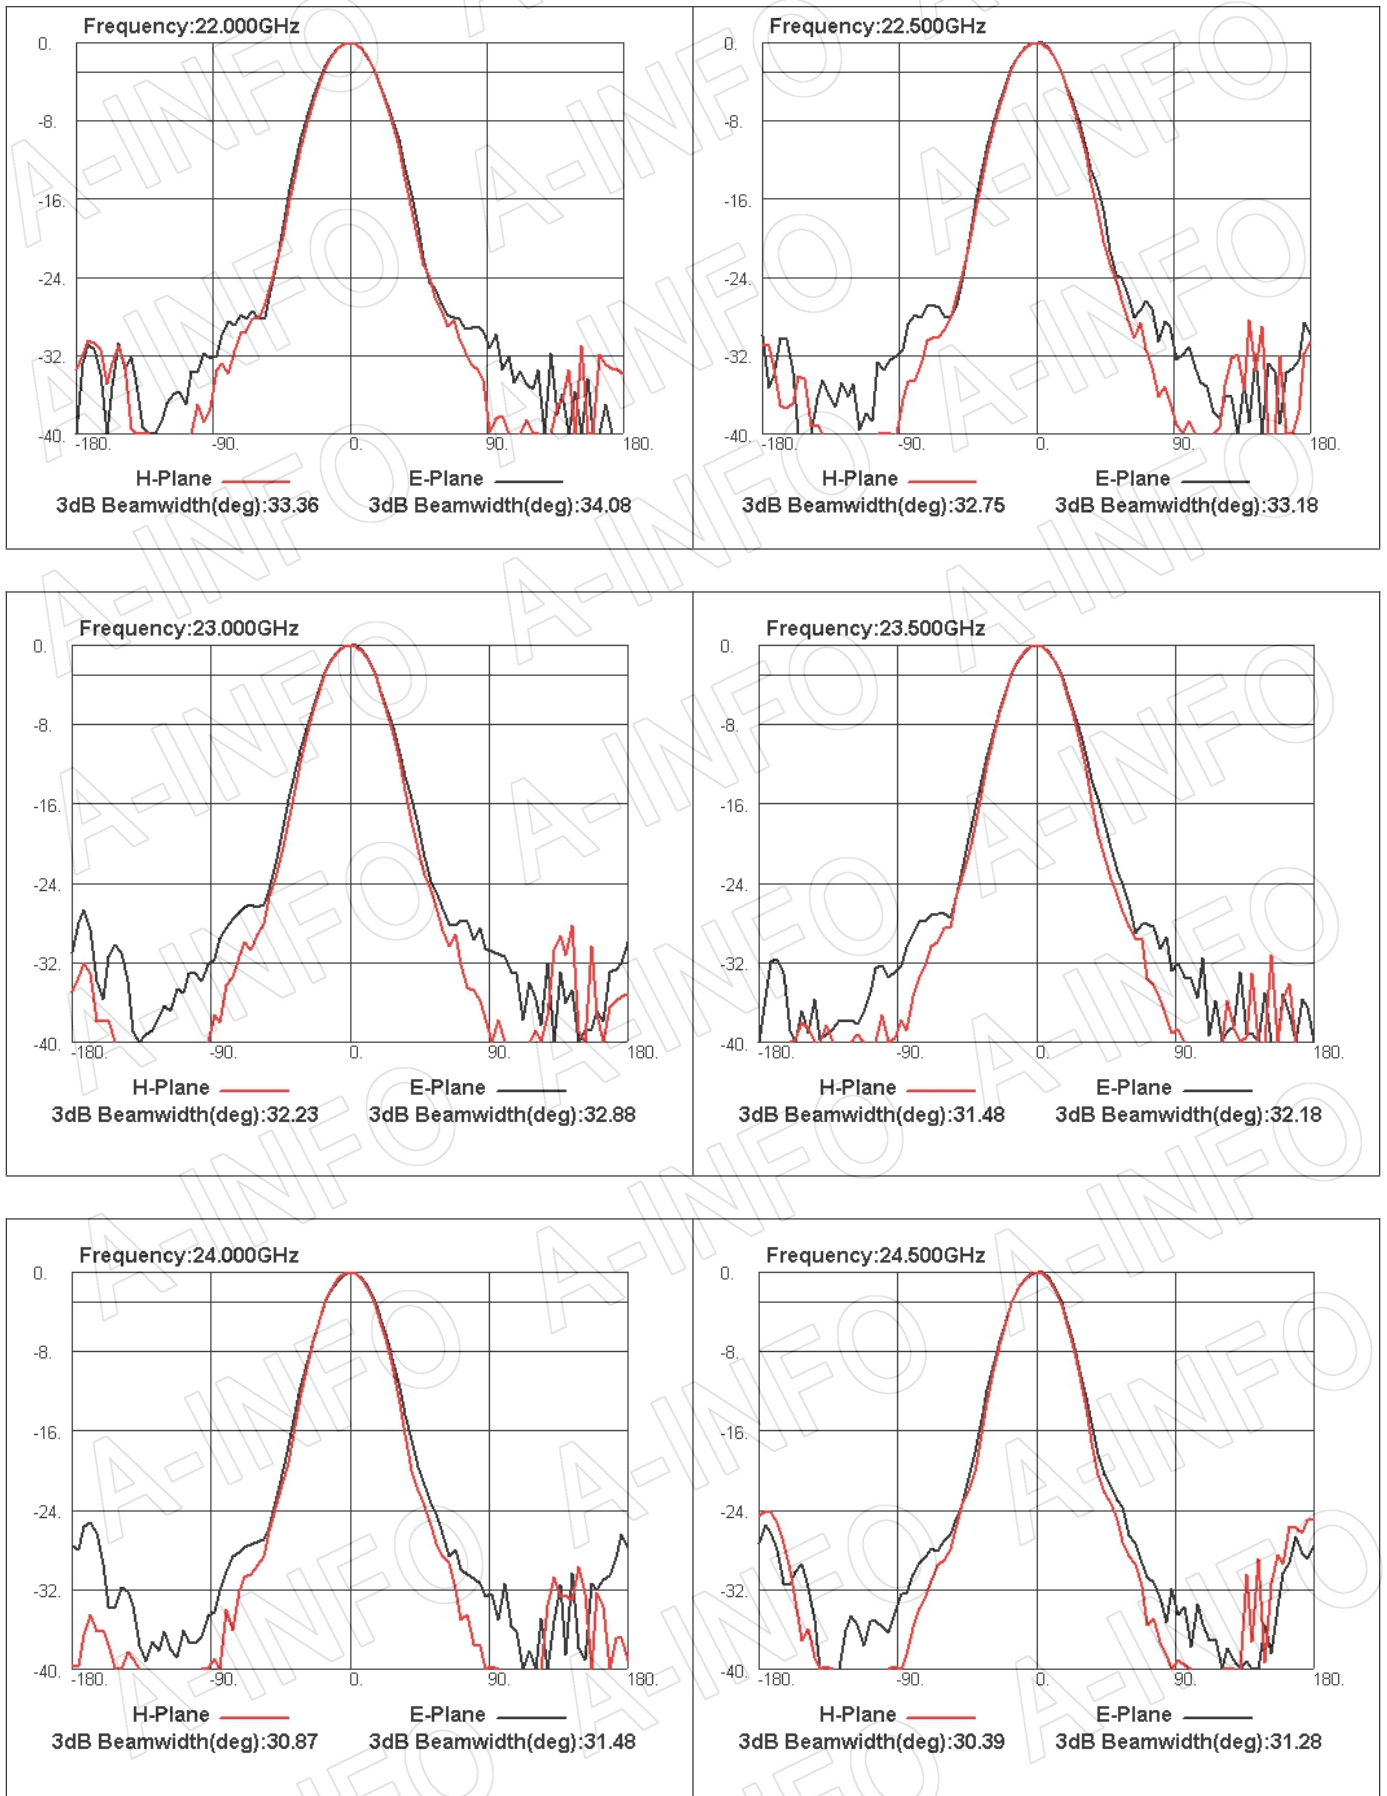 Frequency:22.000GHz
0.
-8.
-16.
-24.
-32.
-40.
-180.
-90.
0.
90.
180.
H-Plane
E-Plane
3dB Beamwidth(deg):33.36
3dB Beamwidth(deg):34.08
Frequency:22.500GHz
0.
-8.
-16.
-24.
-32.
-40.
-180.
-90.
0.
90.
180.
H-Plane
E-Plane
3dB Beamwidth(deg):32.75
3dB Beamwidth(deg):33.18
Frequency:23.000GHz
0.
-8.
-16.
-24.
-32.
-40.
-180.
-90.
0.
90.
180.
H-Plane
E-Plane
3dB Beamwidth(deg):32.23
3dB Beamwidth(deg):32.88
Frequency:23.500GHz
0.
-8.
-16.
-24.
-32.
-40.
-180.
-90.
0.
90.
180.
H-Plane
E-Plane
3dB Beamwidth(deg):31.48
3dB Beamwidth(deg):32.18
Frequency:24.000GHz
0.
-8.
-16.
-24.
-32.
-40.
-180.
-90.
0.
90.
180.
H-Plane
E-Plane
3dB Beamwidth(deg):30.87
3dB Beamwidth(deg):31.48
Frequency:24.500GHz
0.
-8.
-16.
-24.
-32.
-40.
-180.
-90.
0.
90.
180.
H-Plane
E-Plane
3dB Beamwidth(deg):30.39
3dB Beamwidth(deg):31.28
A-INFO